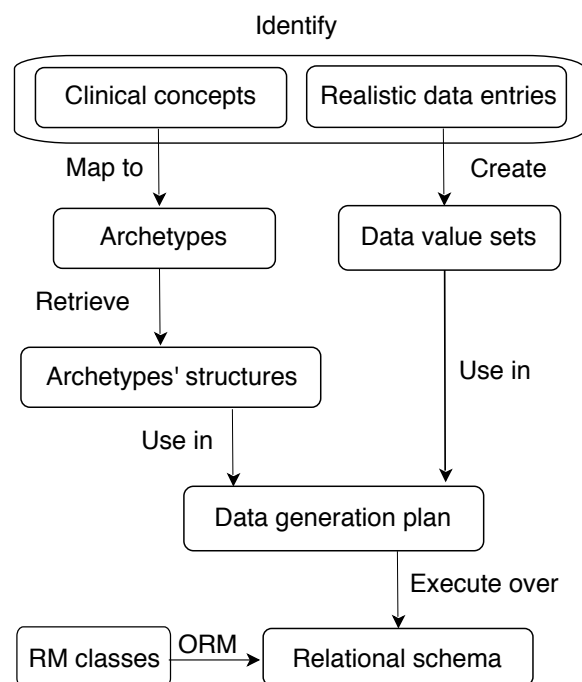 Identify
Clinical concepts
Realistic data entries
Map to
Create
Archetypes
Data value sets
Retrieve
Archetypes' structures
Use in
Use in
Data generation plan
Execute over
RM classes
ORM
Relational schema